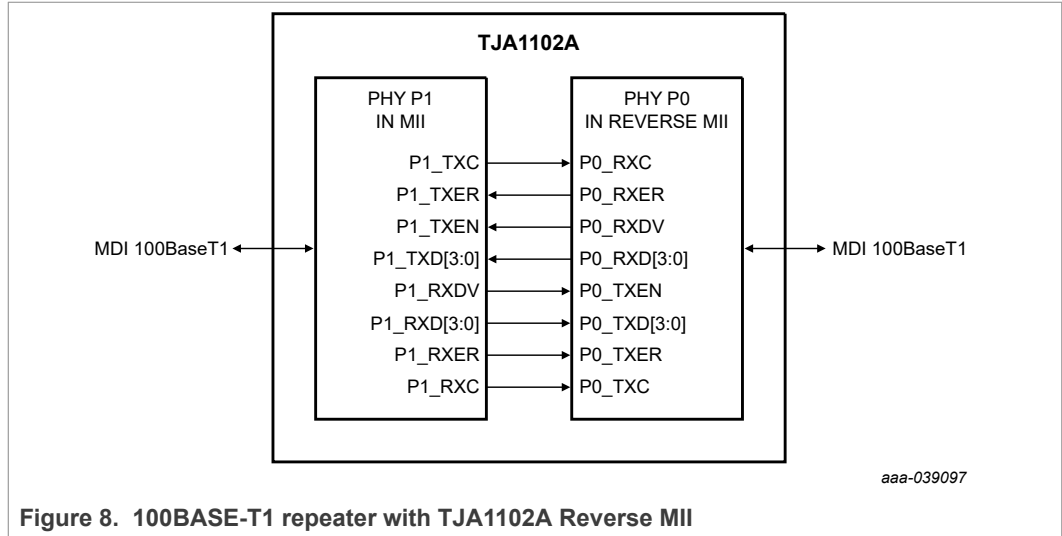 TJA1102A
PHY P1
IN MII
PHY P0
IN REVERSE MII
P1_TXC
P0_RXC
P1_TXER
P0_RXER
P1_TXEN
P0_RXDV
MDI 100BaseT1
P1_TXD[3:0]
P0_RXD[3:0]
MDI 100BaseT1
P1_RXDV
P0_TXEN
P1_RXD[3:0]
P0_TXD[3:0]
P1_RXER
P0_TXER
P1_RXC
P0_TXC
aaa-039097
Figure 8. 100BASE-T1 repeater with TJA1102A Reverse MII